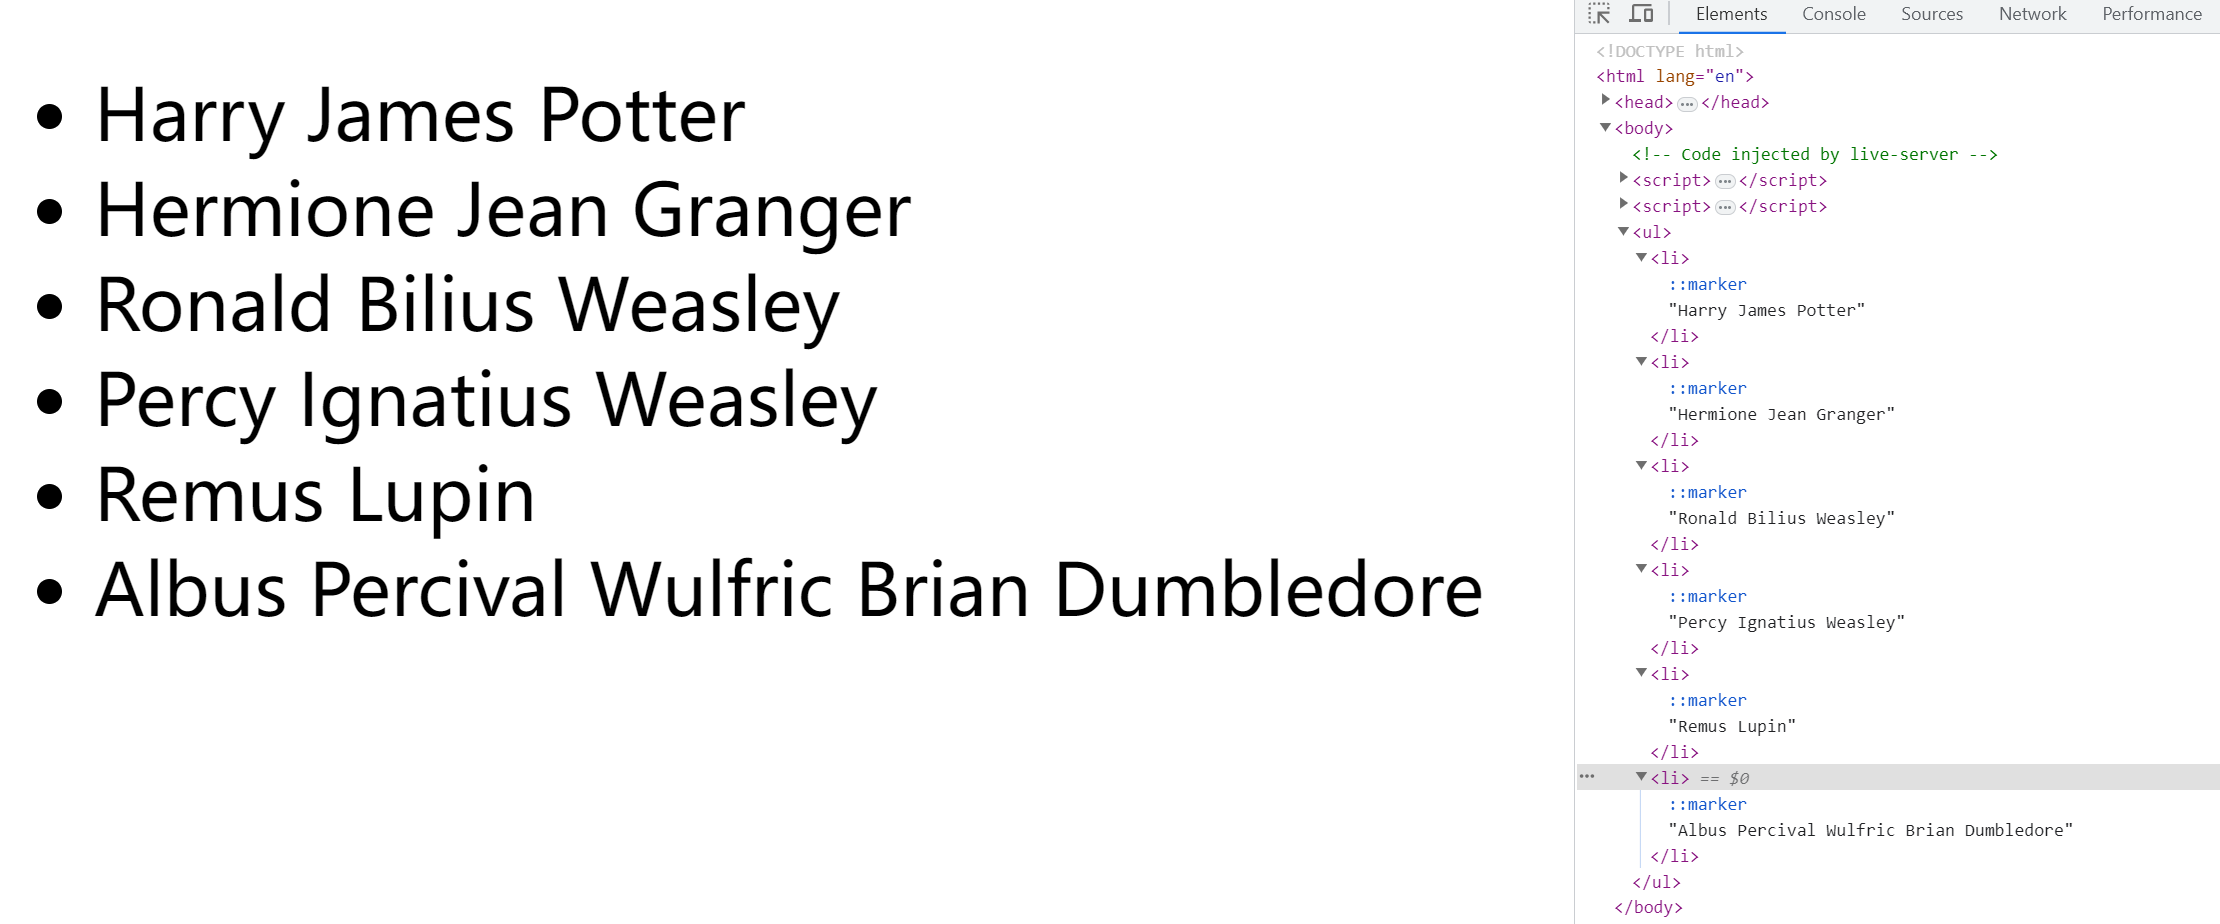 • Harry James Potter
• Hermione Jean Granger
• Ronald Bilius Weasley
• Percy Ignatius Weasley
• Remus Lupin
• Albus Percival Wulfric Brian Dumbledore
Elements Console Sources Network Performance
<!DOCTYPE html>
<html lang="en">
<head>…</head>
<body>
<!-- Code injected by live-server -->
<script>…</script>
<script>…</script>
<ul>
<li>
::marker
"Harry James Potter"
</li>
<li>
::marker
"Hermione Jean Granger"
</li>
<li>
::marker
"Ronald Bilius Weasley"
</li>
<li>
::marker
"Percy Ignatius Weasley"
</li>
<li>
::marker
"Remus Lupin"
</li>
<li> == $0
::marker
"Albus Percival Wulfric Brian Dumbledore"
</li>
</ul>
</body>